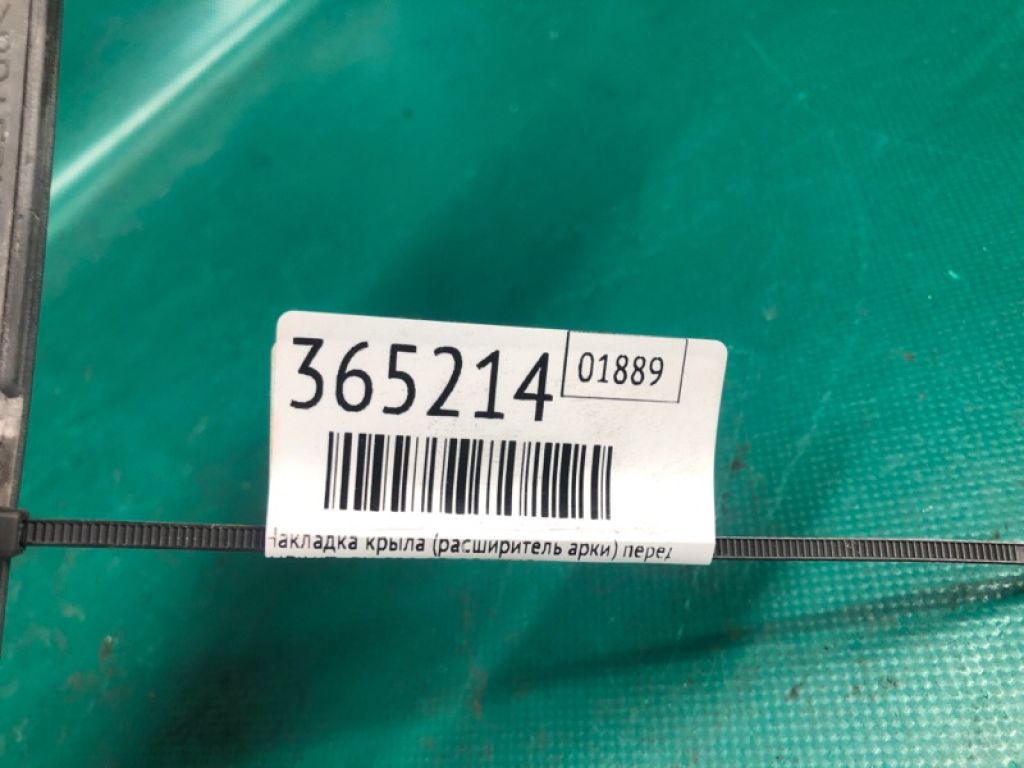 365214 01889
Накладка крыла (расширитель арки) перед